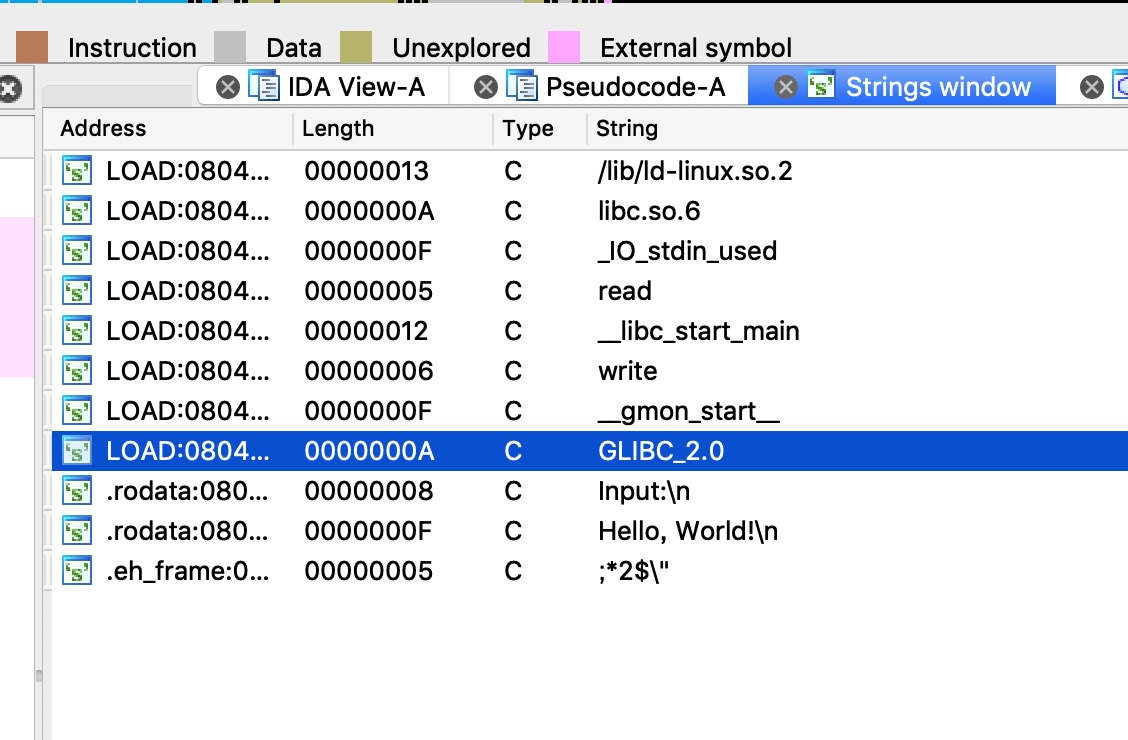 Instruction Data Unexplored External symbol
IDA View-A Pseudocode-A 's' Strings window
Address Length Type String
's' LOAD:0804... 00000013 C /lib/ld-linux.so.2
's' LOAD:0804... 0000000A C libc.so.6
's' LOAD:0804... 0000000F C _IO_stdin_used
's' LOAD:0804... 00000005 C read
's' LOAD:0804... 00000012 C __libc_start_main
's' LOAD:0804... 00000006 C write
's' LOAD:0804... 0000000F C __gmon_start__
's' LOAD:0804... 0000000A C GLIBC_2.0
's' .rodata:080... 00000008 C Input:\n
's' .rodata:080... 0000000F C Hello, World!\n
's' .eh_frame:0... 00000005 C ;*2$\"